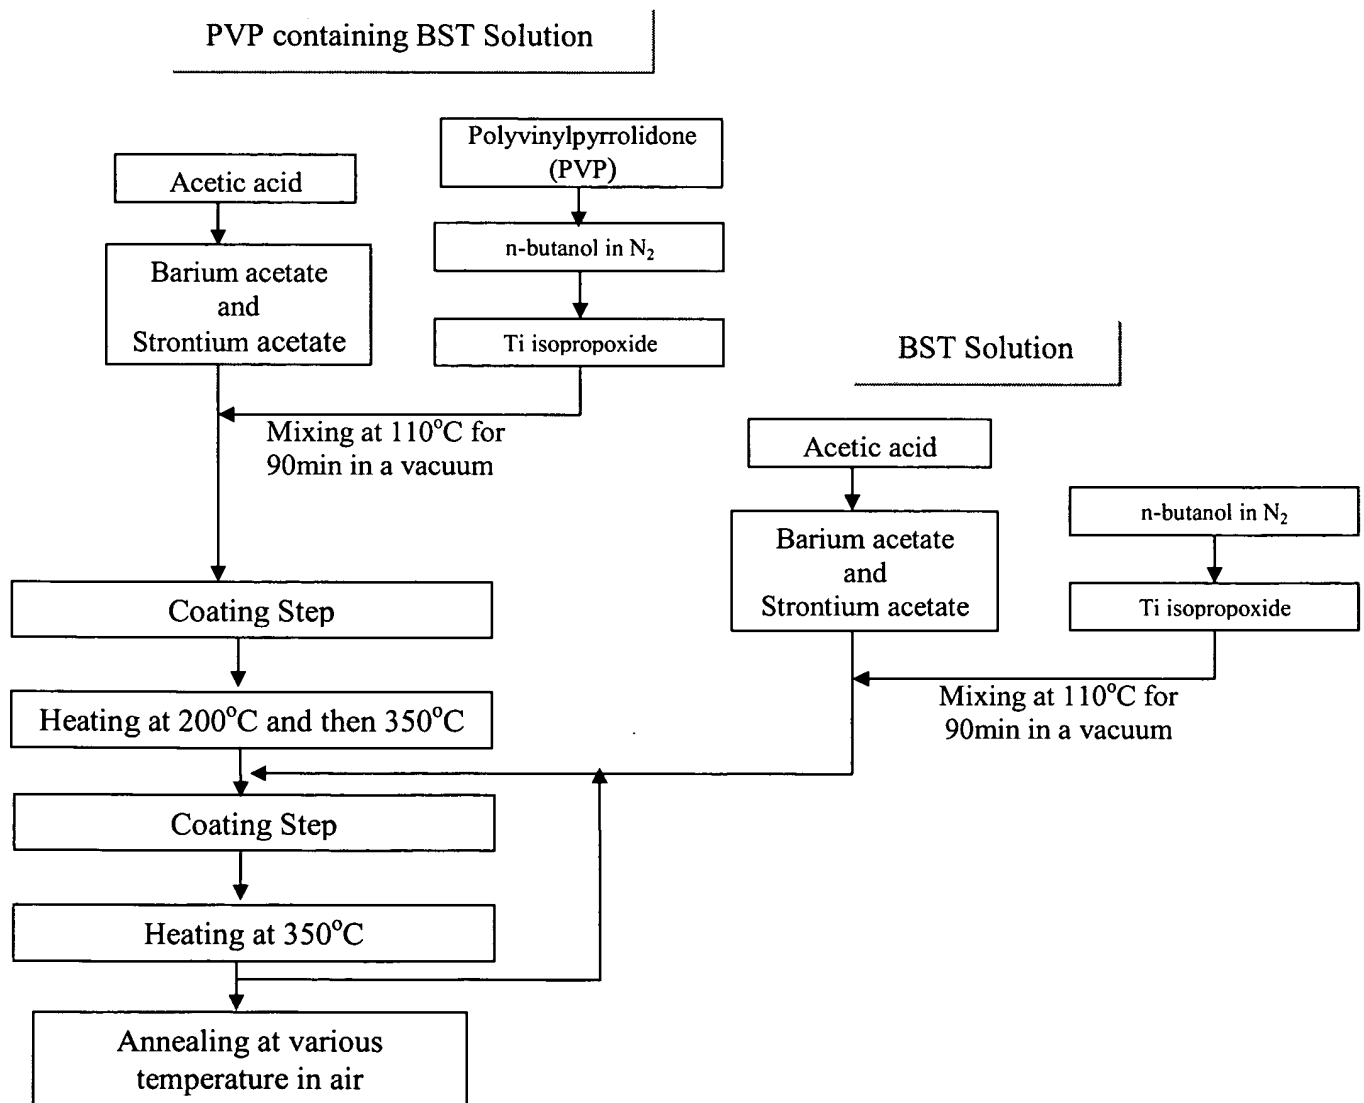 PVP containing BST Solution
Polyvinylpyrrolidone
(PVP)
Acetic acid
n-butanol in N₂
Barium acetate
and
Strontium acetate
Ti isopropoxide
Mixing at 110°C for
90min in a vacuum
BST Solution
Acetic acid
n-butanol in N₂
Barium acetate
and
Strontium acetate
Ti isopropoxide
Mixing at 110°C for
90min in a vacuum
Coating Step
Heating at 200°C and then 350°C
Coating Step
Heating at 350°C
Annealing at various
temperature in air